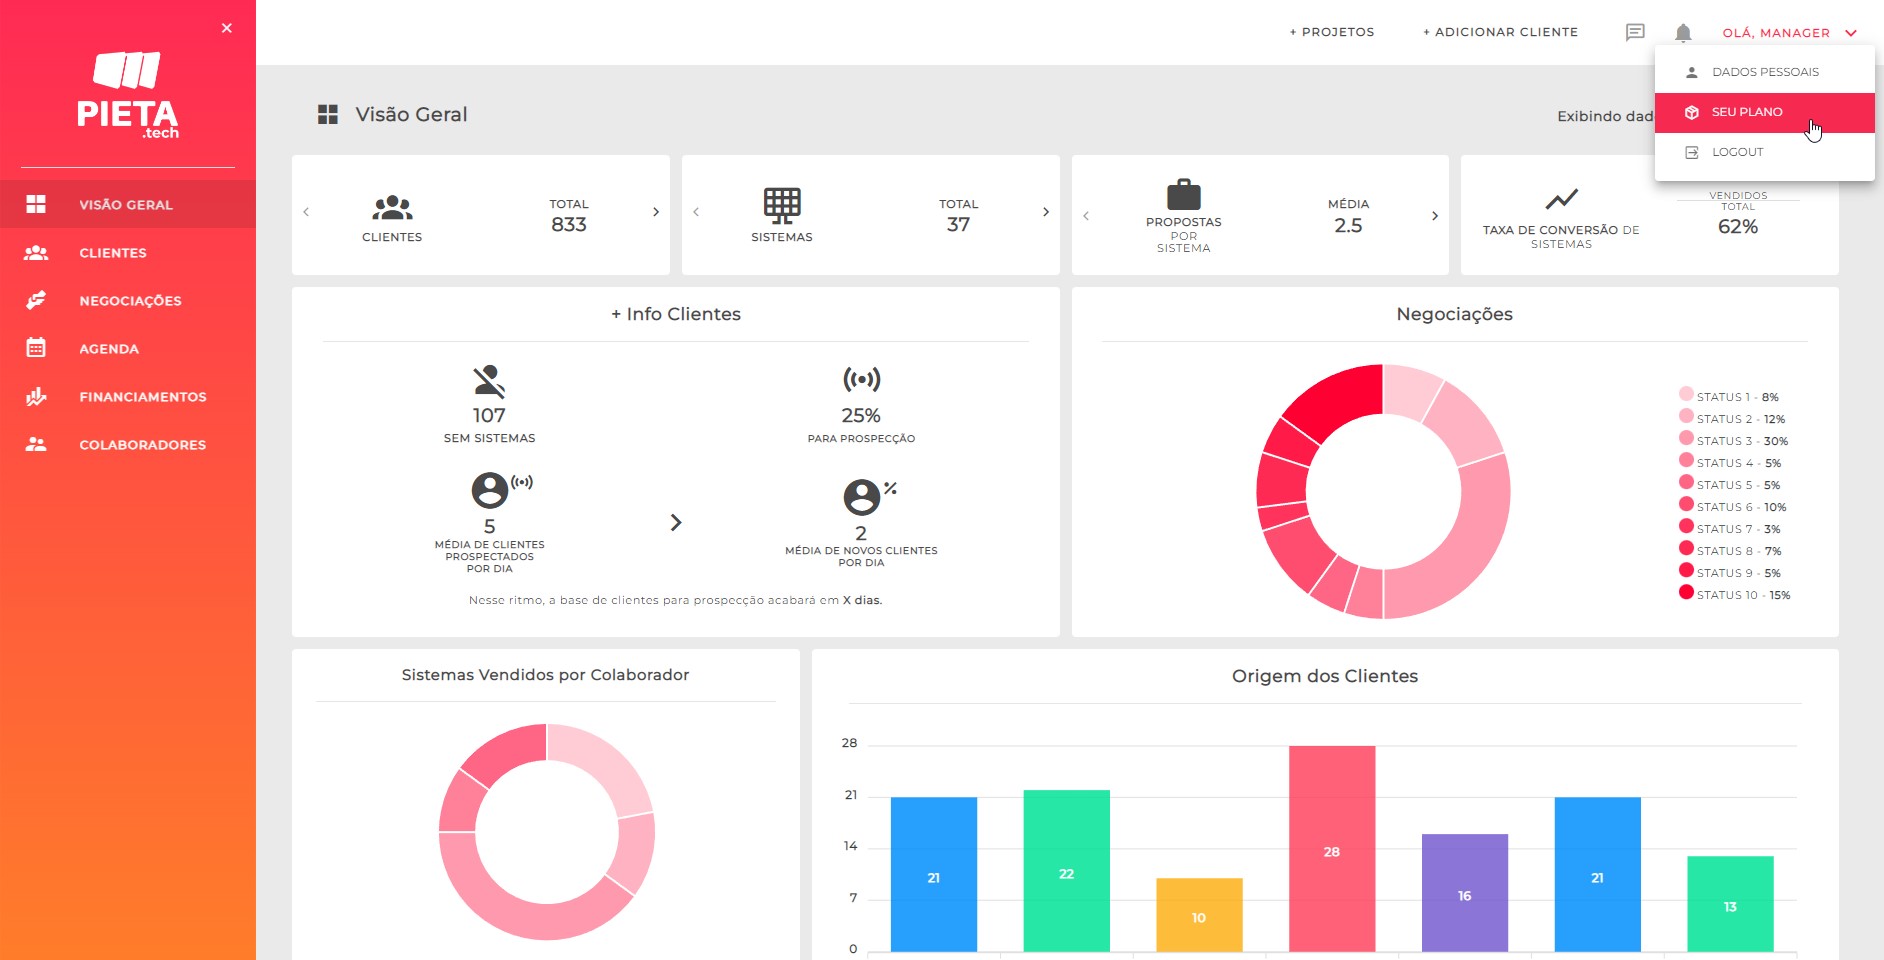 PIETA
.tech
VISÃO GERAL
CLIENTES
NEGOCIAÇÕES
AGENDA
FINANCIAMENTOS
COLABORADORES
+ PROJETOS
+ ADICIONAR CLIENTE
OLÁ, MANAGER
DADOS PESSOAIS
SEU PLANO
LOGOUT
Visão Geral
Exibindo
CLIENTES
TOTAL
833
SISTEMAS
TOTAL
37
PROPOSTAS
POR
SISTEMA
MÉDIA
2.5
TAXA DE CONVERSÃO DE
SISTEMAS
VENDIDOS
TOTAL
62%
+ Info Clientes
107
SEM SISTEMAS
25%
PARA PROSPECÇÃO
5
MÉDIA DE CLIENTES
PROSPECTADOS
POR DIA
2
MÉDIA DE NOVOS CLIENTES
POR DIA
Nesse ritmo, a base de clientes para prospecção acabará em X dias.
Negociações
STATUS 1 - 8%
STATUS 2 - 12%
STATUS 3 - 30%
STATUS 4 - 5%
STATUS 5 - 5%
STATUS 6 - 10%
STATUS 7 - 3%
STATUS 8 - 7%
STATUS 9 - 5%
STATUS 10 - 15%
Sistemas Vendidos por Colaborador
Origem dos Clientes
28
21
14
7
0
21
22
10
28
16
21
13